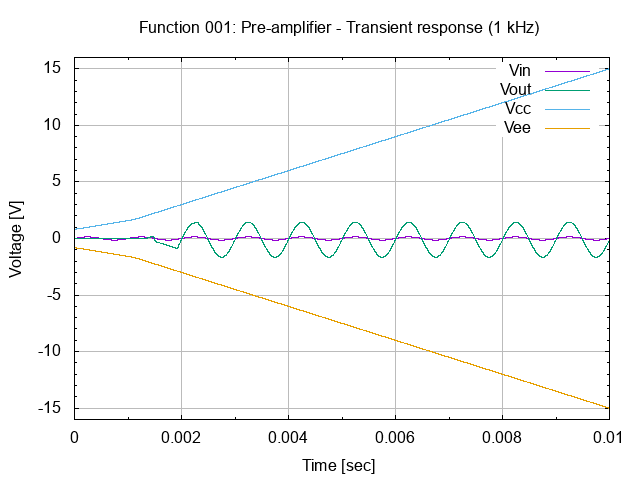 Function 001: Pre-amplifier - Transient response (1 kHz)
Vin
Vout
Vcc
Vee
15
10
5
0
-5
-10
-15
Voltage [V]
0 0.002 0.004 0.006 0.008 0.01
Time [sec]